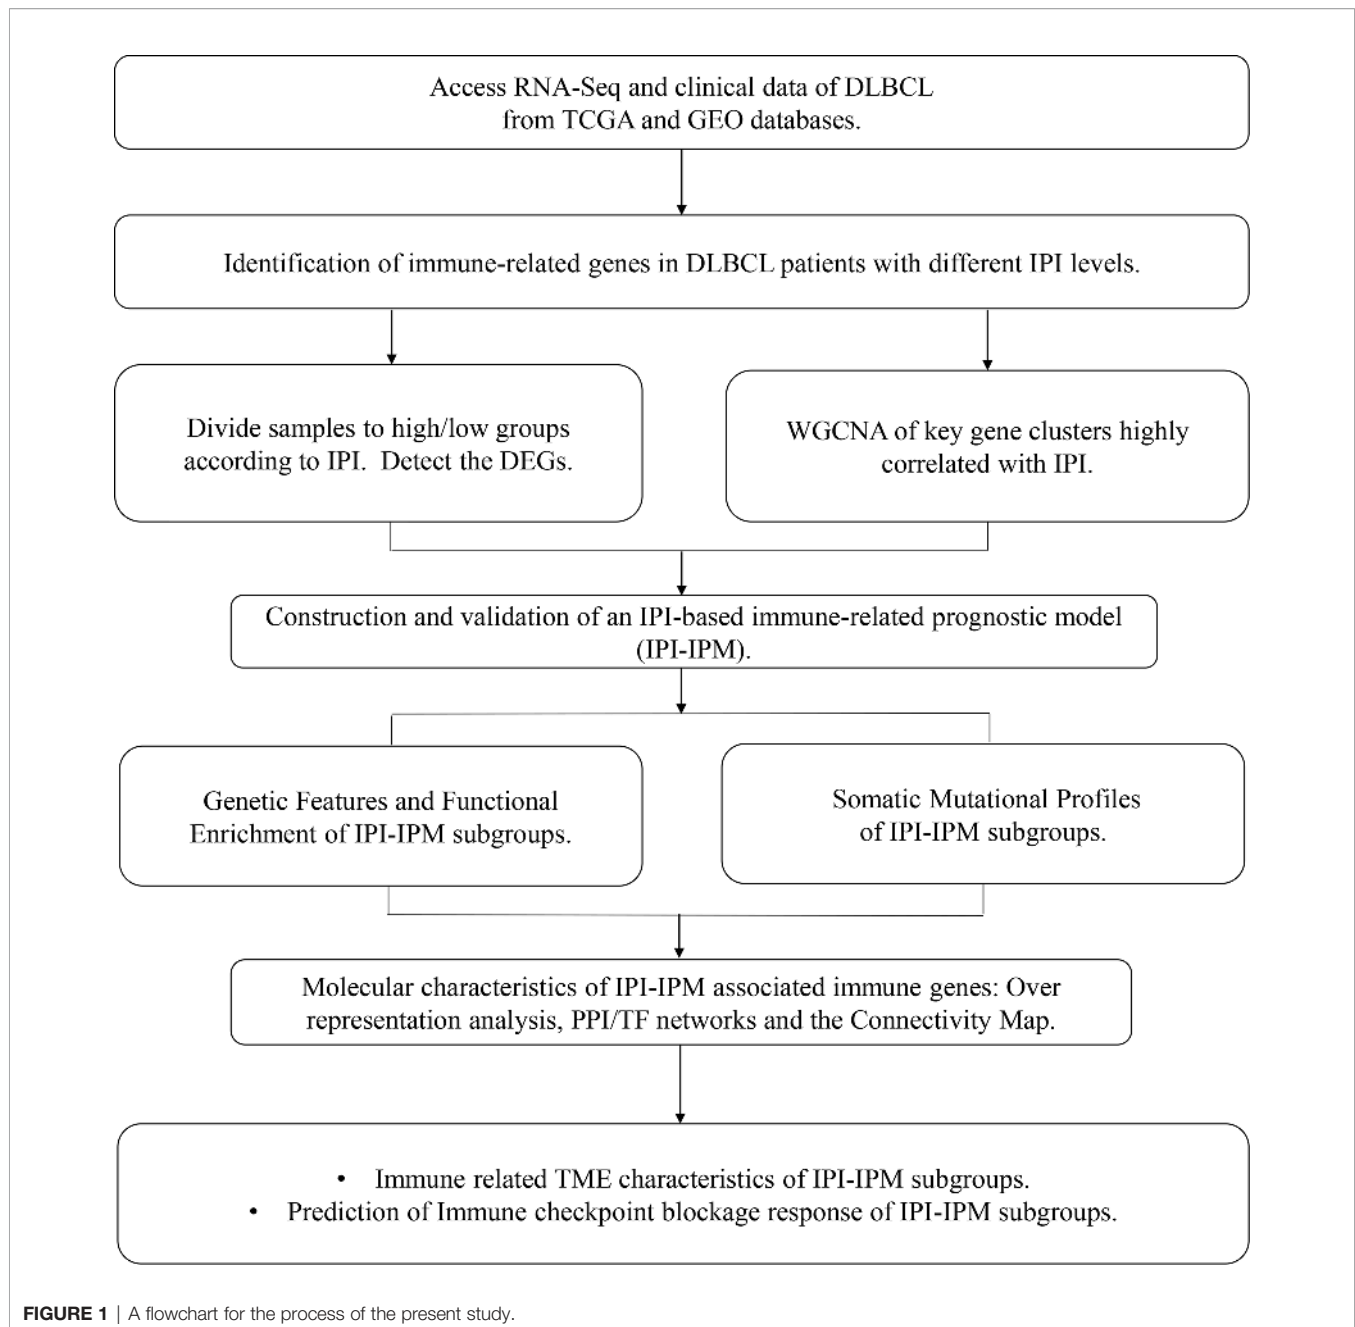 Access RNA-Seq and clinical data of DLBCL
from TCGA and GEO databases.
Identification of immune-related genes in DLBCL patients with different IPI levels.
Divide samples to high/low groups
according to IPI. Detect the DEGs.
WGCNA of key gene clusters highly
correlated with IPI.
Construction and validation of an IPI-based immune-related prognostic model
(IPI-IPM).
Genetic Features and Functional
Enrichment of IPI-IPM subgroups.
Somatic Mutational Profiles
of IPI-IPM subgroups.
Molecular characteristics of IPI-IPM associated immune genes: Over
representation analysis, PPI/TF networks and the Connectivity Map.
• Immune related TME characteristics of IPI-IPM subgroups.
• Prediction of Immune checkpoint blockage response of IPI-IPM subgroups.
FIGURE 1 | A flowchart for the process of the present study.